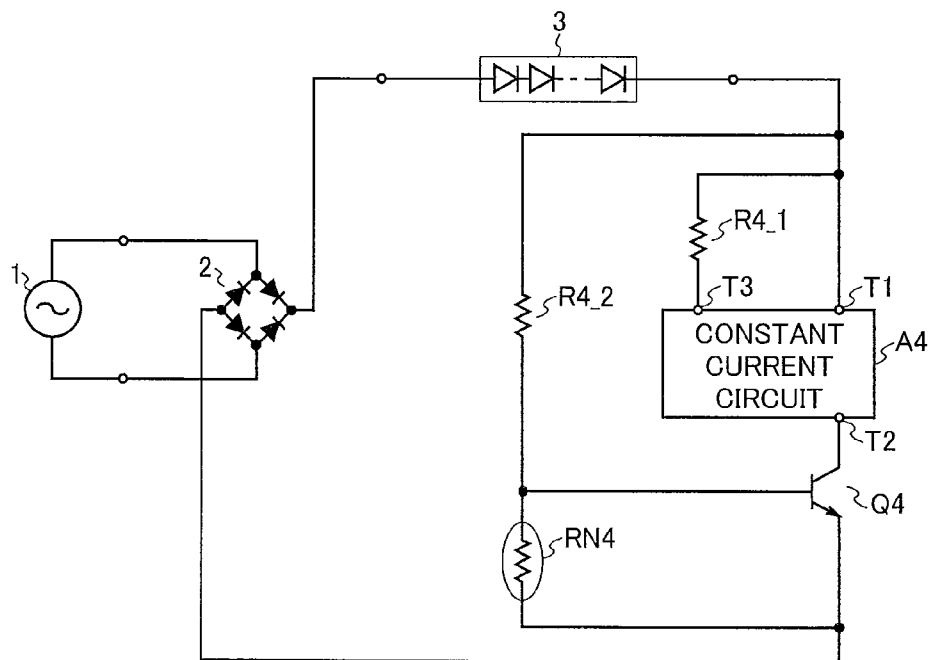 3
R4_1
1
2
R4_2
T3
T1
CONSTANT
CURRENT
CIRCUIT
A4
T2
Q4
RN4